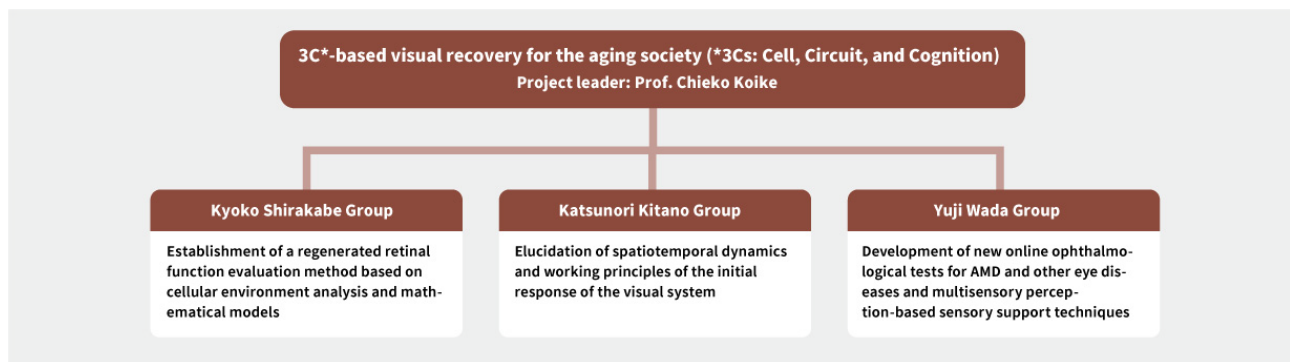 3C*-based visual recovery for the aging society (*3Cs: Cell, Circuit, and Cognition)
Project leader: Prof. Chieko Koike
Kyoko Shirakabe Group
Establishment of a regenerated retinal
function evaluation method based on
cellular environment analysis and math-
ematical models
Katsunori Kitano Group
Elucidation of spatiotemporal dynamics
and working principles of the initial
response of the visual system
Yuji Wada Group
Development of new online ophthalmo-
logical tests for AMD and other eye dis-
eases and multisensory percep-
tion-based sensory support techniques